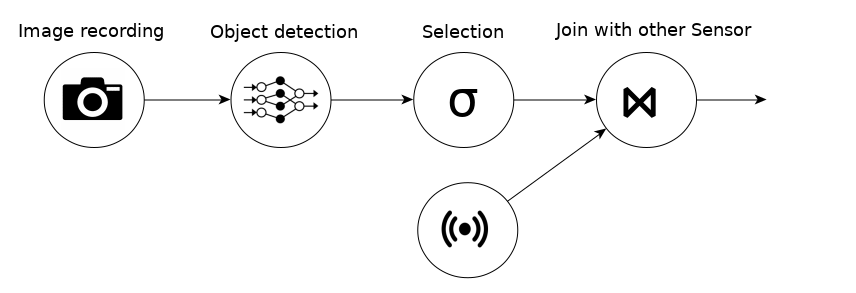 Image recording
Object detection
Selection
Join with other Sensor
σ
⋈